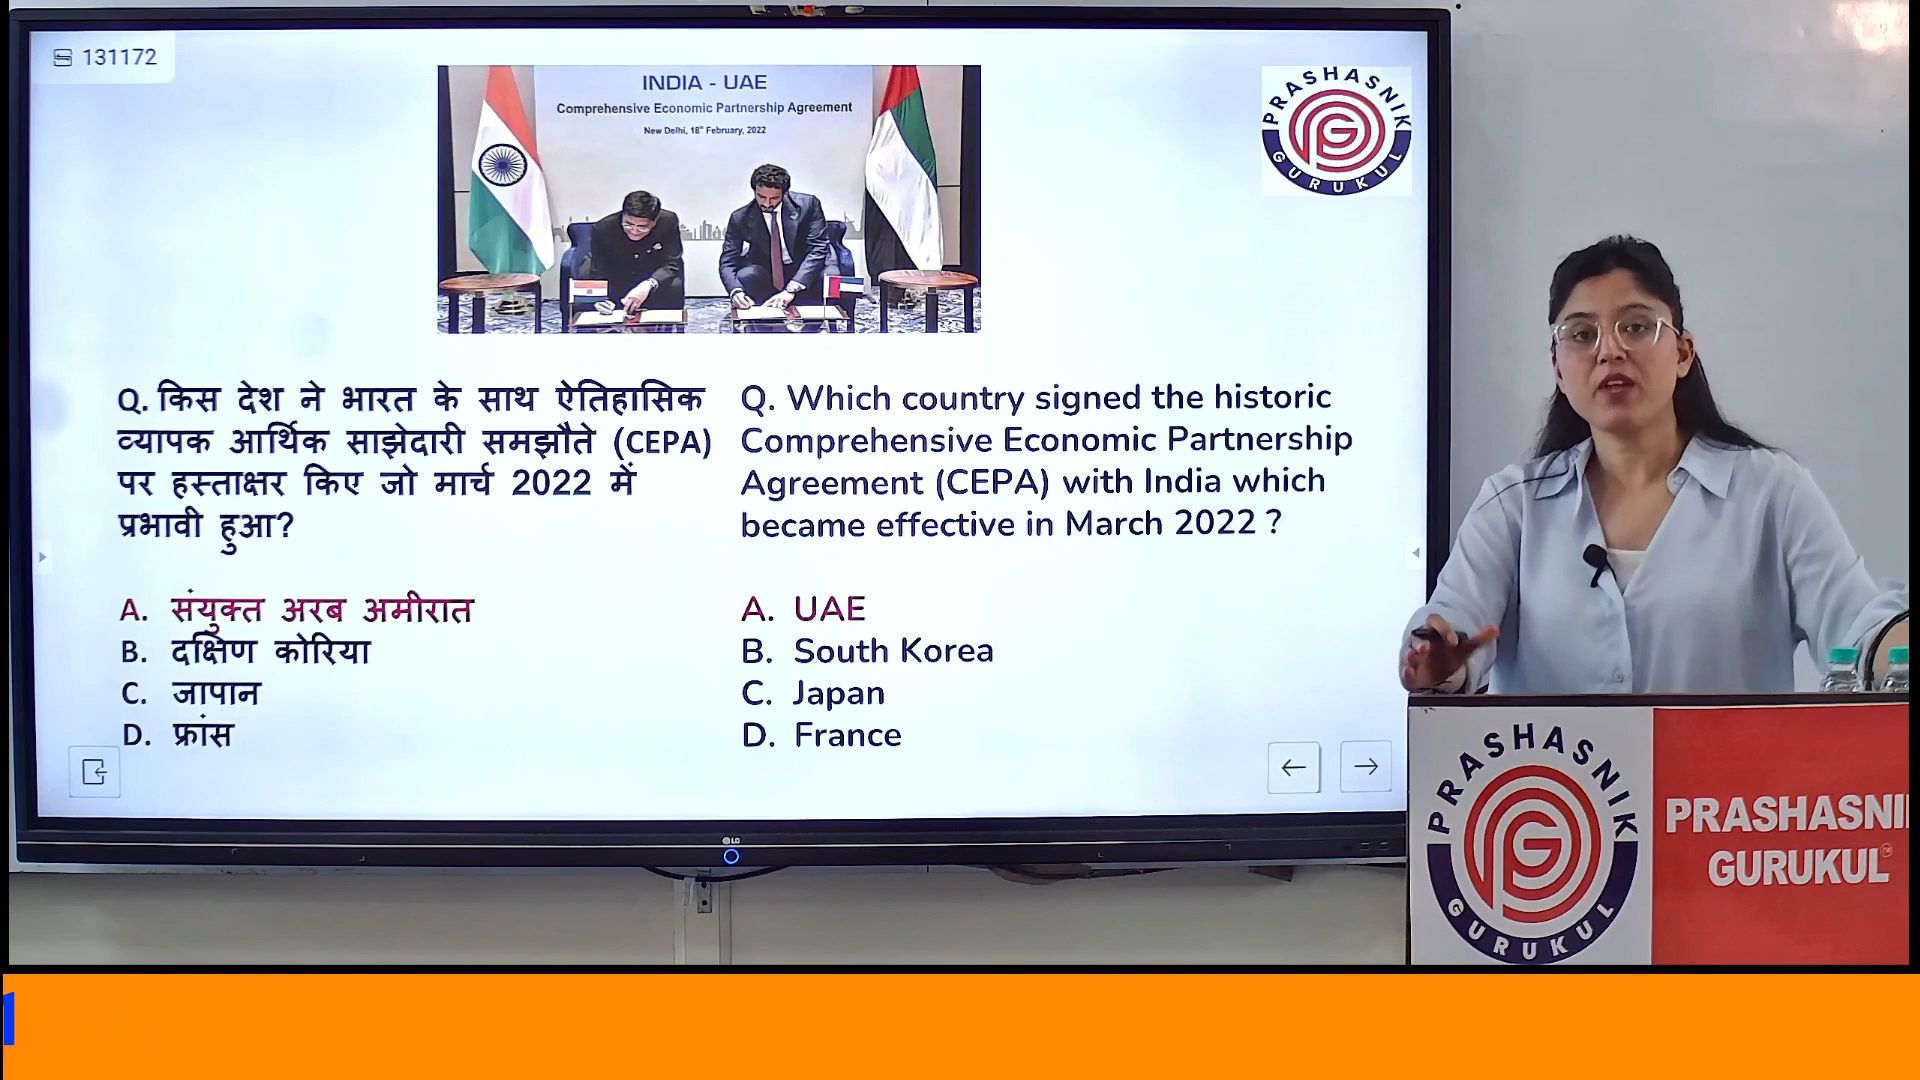 131172
INDIA - UAE
Comprehensive Economic Partnership Agreement
New Delhi, 18th February, 2022
PRASHASNIK
GURUKUL
Q. किस देश ने भारत के साथ ऐतिहासिक
व्यापक आर्थिक साझेदारी समझौते (CEPA)
पर हस्ताक्षर किए जो मार्च 2022 में
प्रभावी हुआ?
A. संयुक्त अरब अमीरात
B. दक्षिण कोरिया
C. जापान
D. फ्रांस
Q. Which country signed the historic
Comprehensive Economic Partnership
Agreement (CEPA) with India which
became effective in March 2022 ?
A. UAE
B. South Korea
C. Japan
D. France
LG
PRASHASNIK
GURUKUL
PRASHASNI
GURUKUL™
1